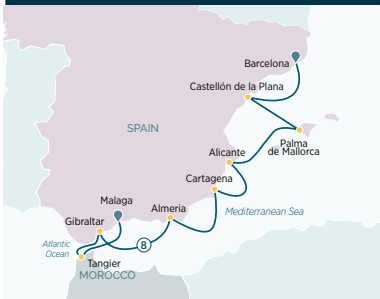 Barcelona
Castellón de la Plana
SPAIN
Palma
de Mallorca
Alicante
Cartagena
Malaga
Almeria
Mediterranean Sea
Gibraltar
8
Atlantic
Ocean
Tangier
MOROCCO